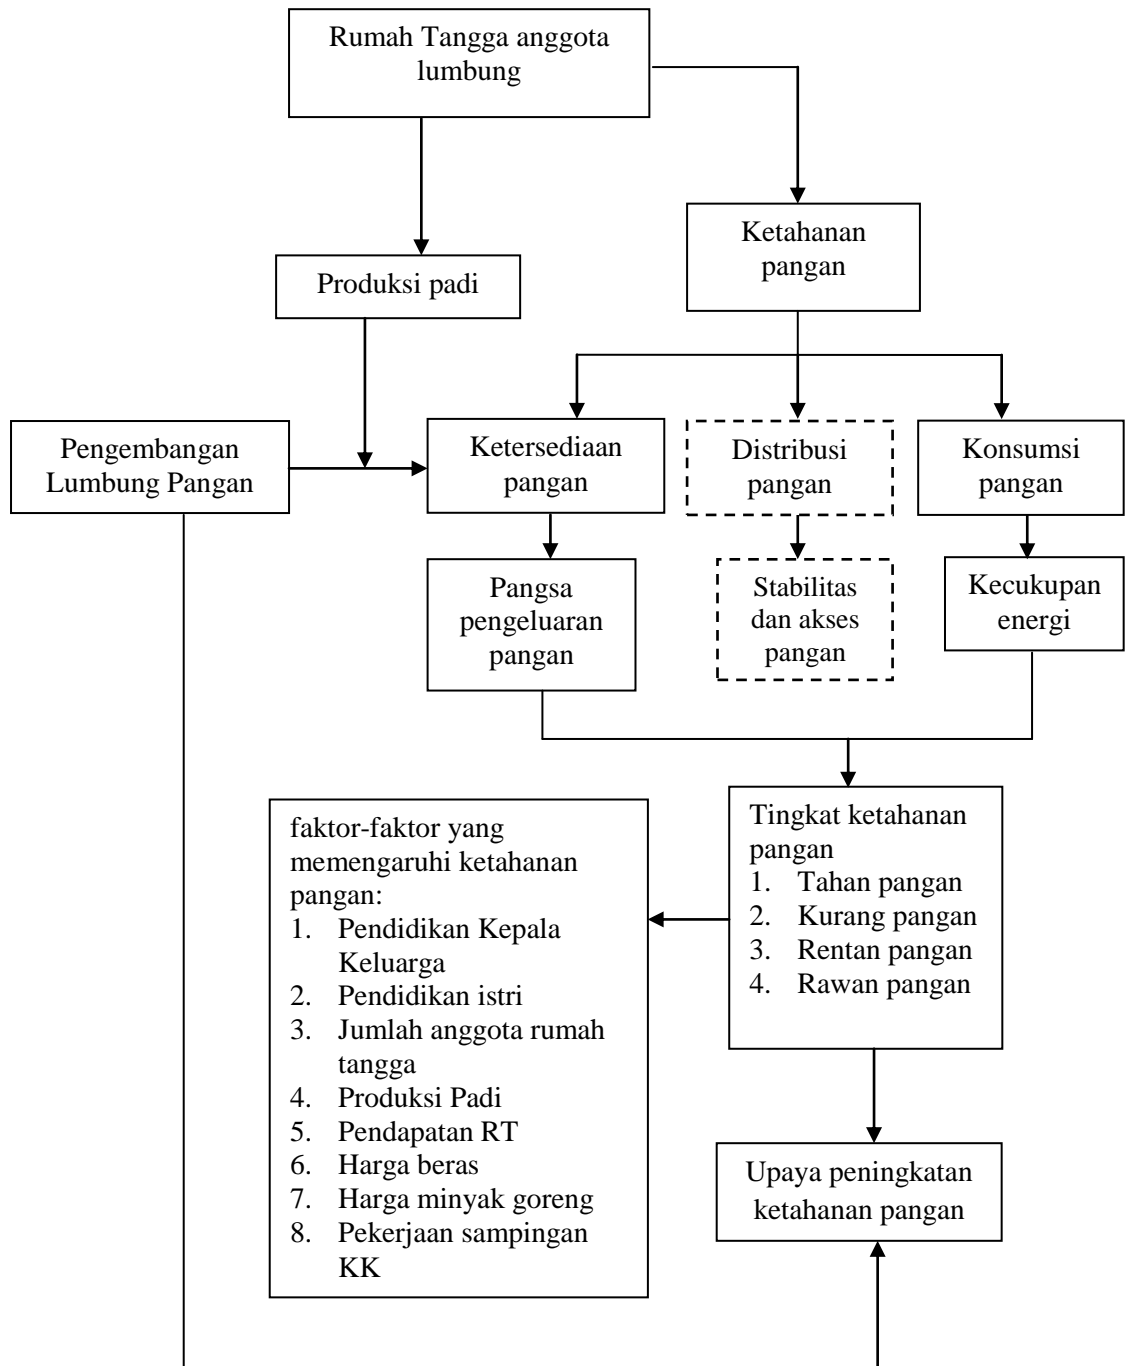 Rumah Tangga anggota
lumbung
Ketahanan
pangan
Produksi padi
Pengembangan
Lumbung Pangan
Ketersediaan
pangan
Distribusi
pangan
Konsumsi
pangan
Pangsa
pengeluaran
pangan
Stabilitas
dan akses
pangan
Kecukupan
energi
faktor-faktor yang
memengaruhi ketahanan
pangan:
1. Pendidikan Kepala
Keluarga
2. Pendidikan istri
3. Jumlah anggota rumah
tangga
4. Produksi Padi
5. Pendapatan RT
6. Harga beras
7. Harga minyak goreng
8. Pekerjaan sampingan
KK
Tingkat ketahanan
pangan
1. Tahan pangan
2. Kurang pangan
3. Rentan pangan
4. Rawan pangan
Upaya peningkatan
ketahanan pangan